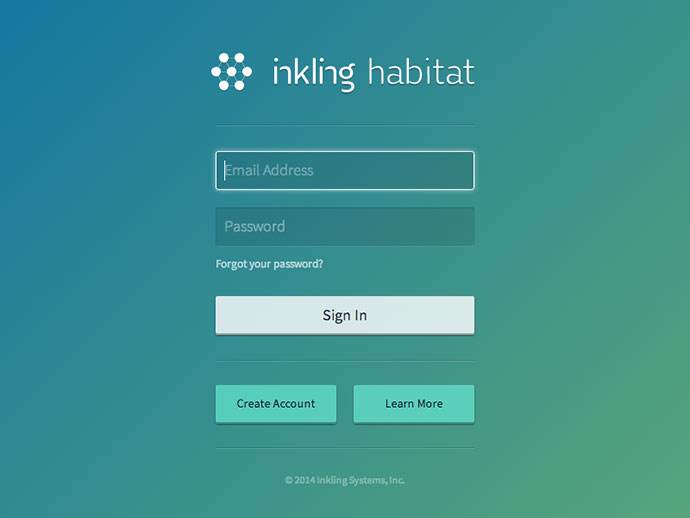 inkling habitat
Email Address
Password
Forgot your password?
Sign In
Create Account
Learn More
© 2014 Inkling Systems, Inc.